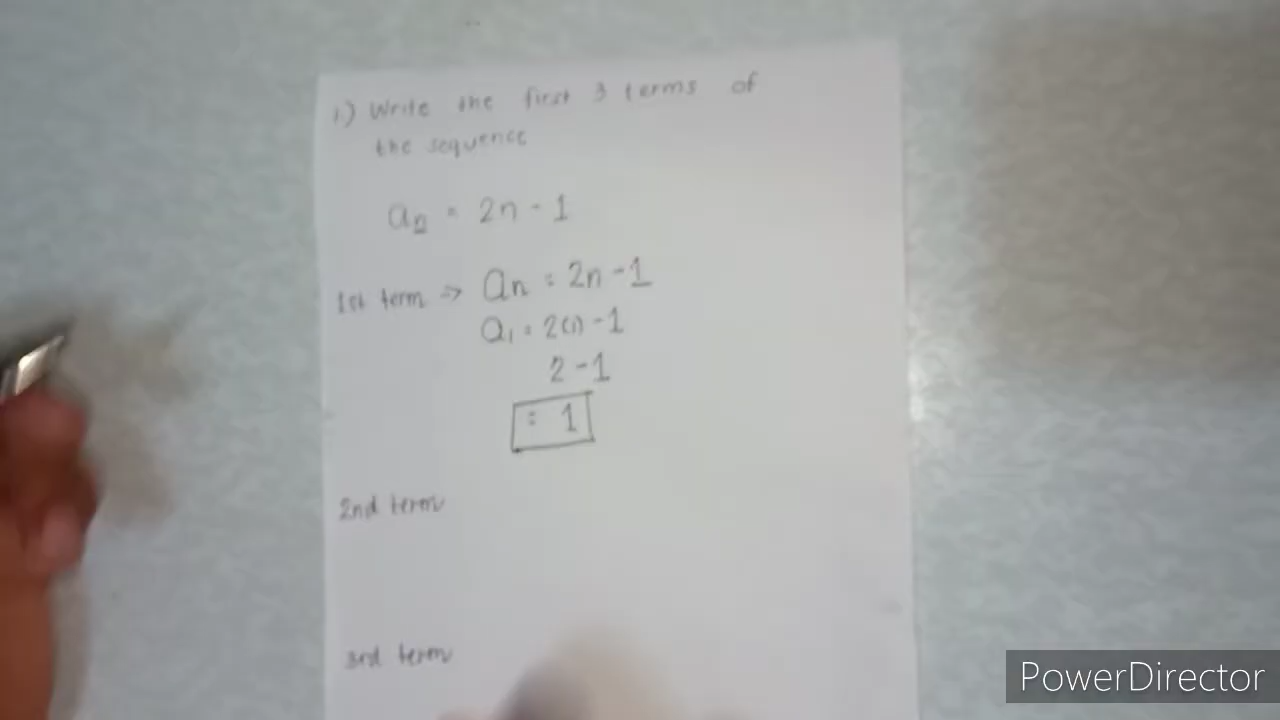 1.) Write the first 3 terms of
the sequence
an = 2n - 1
1st term => an = 2n - 1
a1 = 2(1) - 1
2 - 1
= 1
2nd term
3rd term
PowerDirector